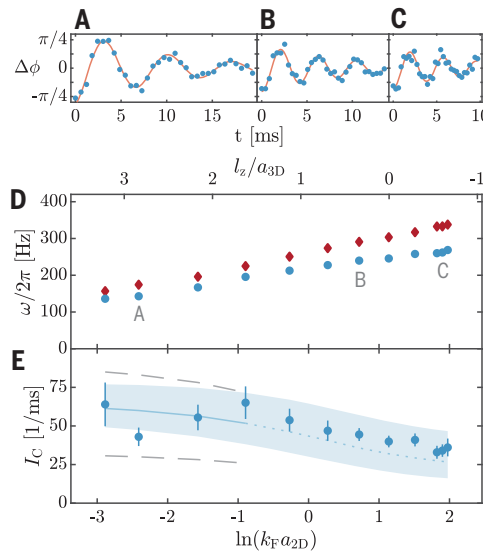 A B C
π/4
Δϕ 0
-π/4
0 5 10 15 0 5 10 0 5 10
t [ms]
l_z/a_3D
3 2 1 0 -1
D
400
300
ω/2π [Hz]
200
100
0
A B C
E
75
50
I_C [1/ms]
25
0
-3 -2 -1 0 1 2
ln(k_F a_2D)